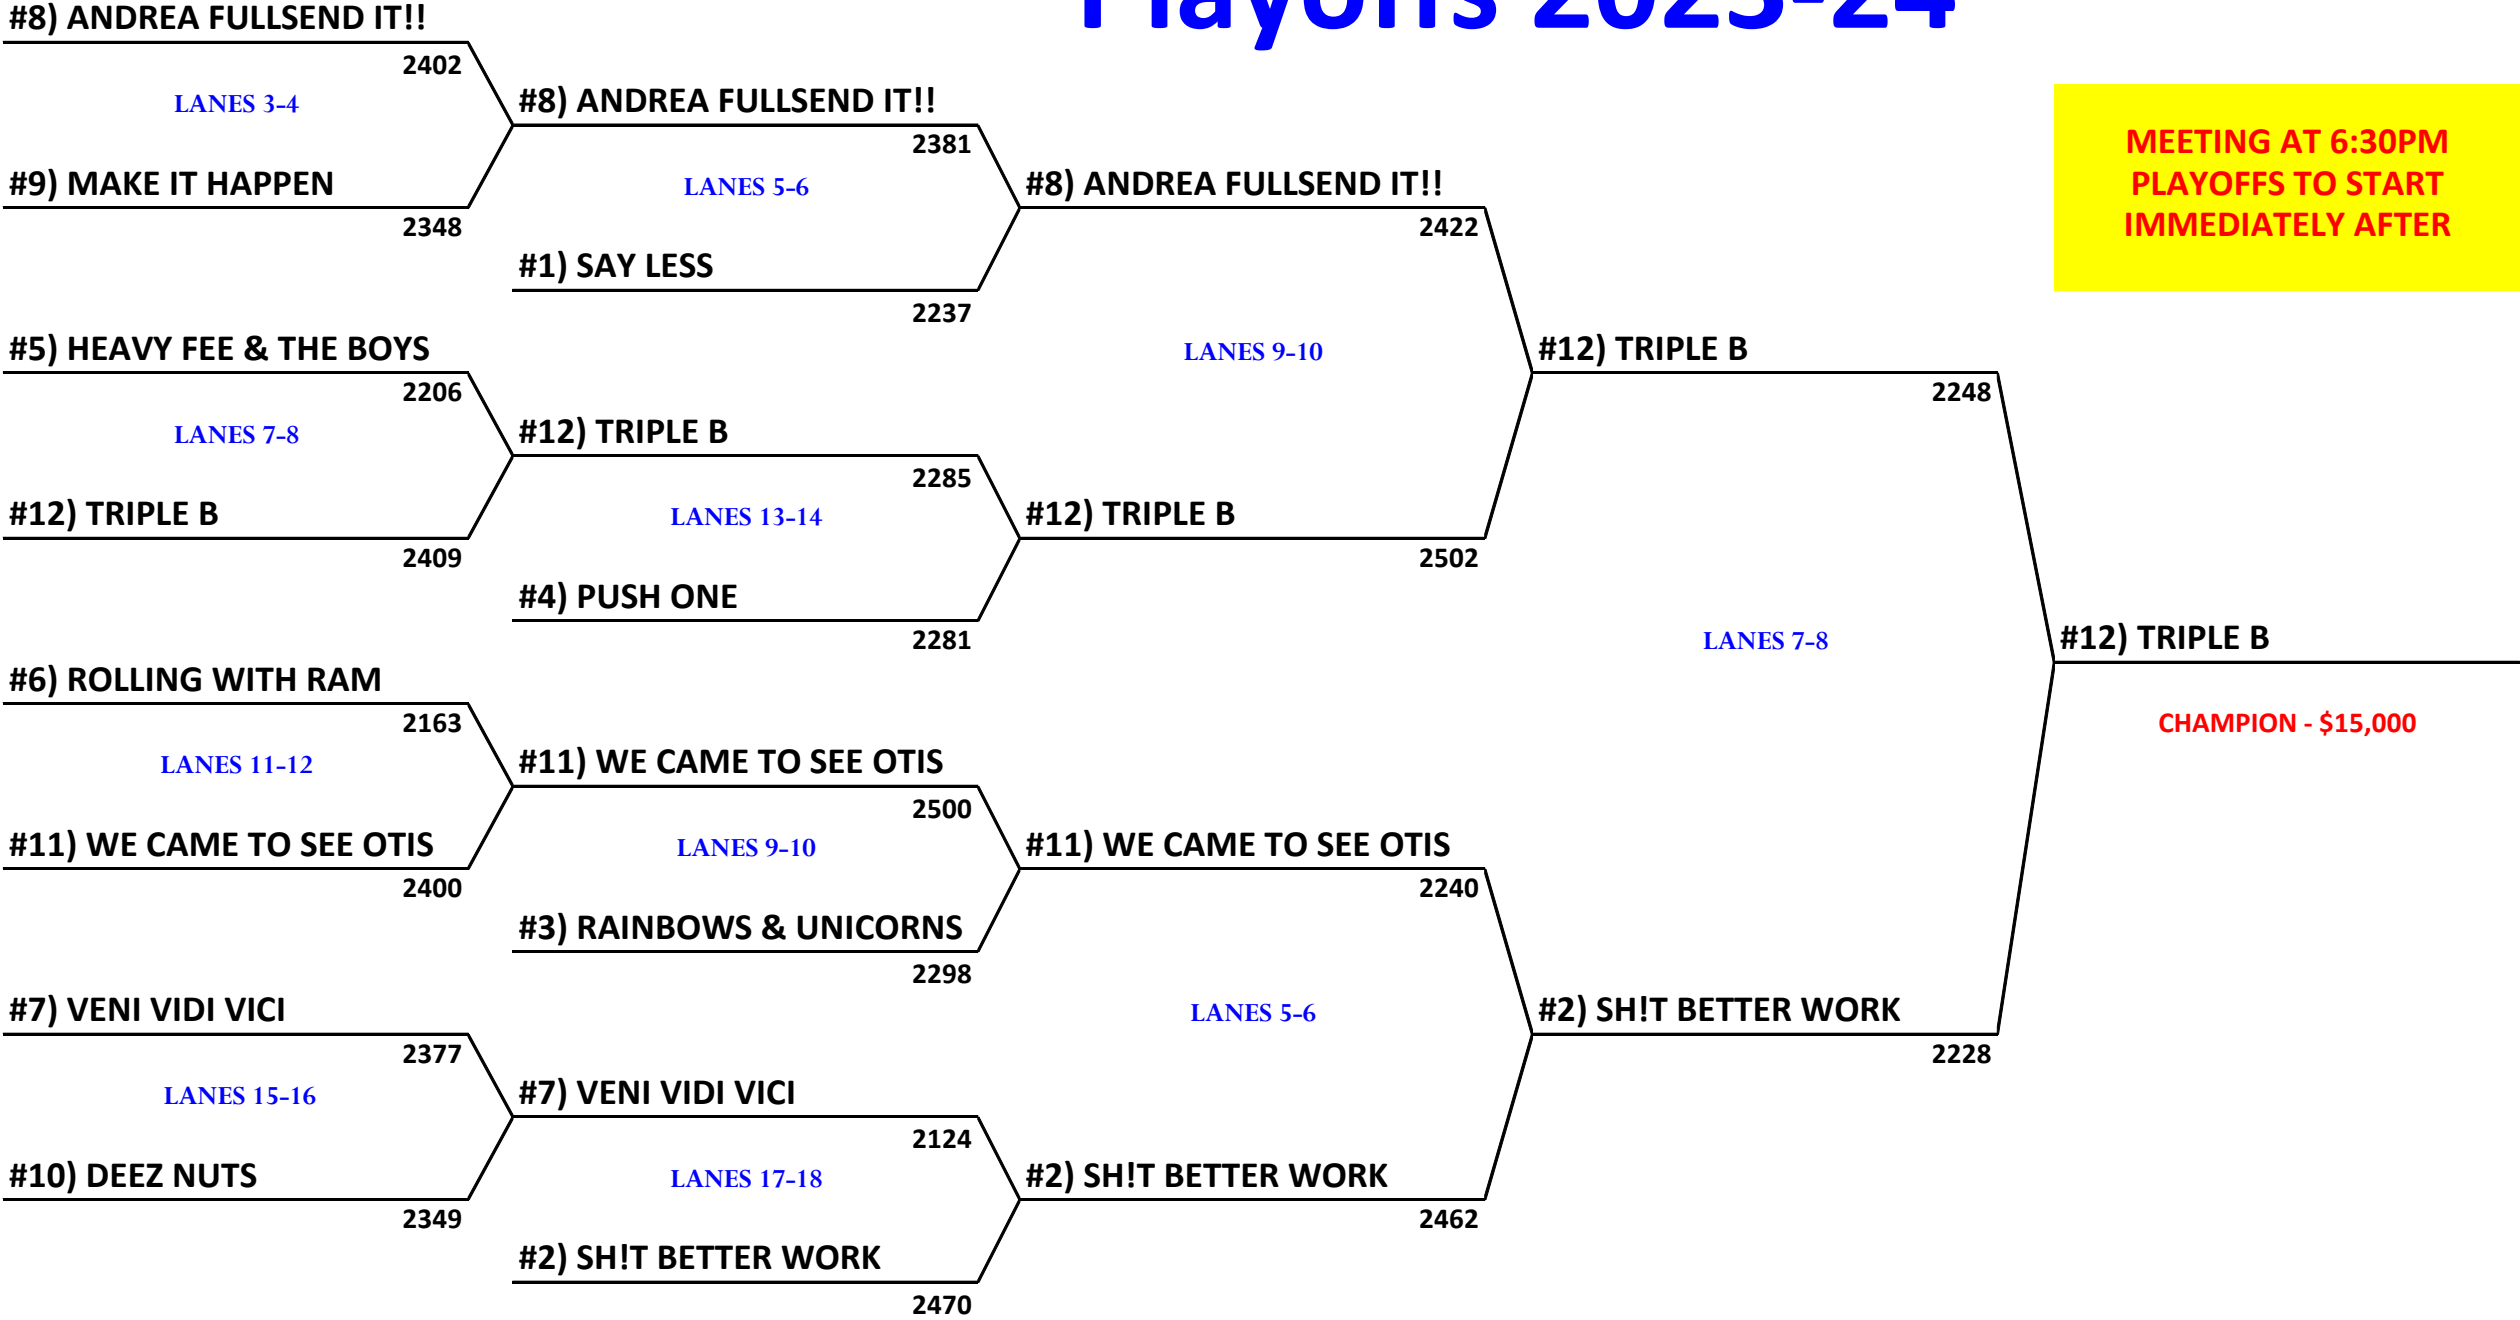 Playoffs 2023-24
#8) ANDREA FULLSEND IT!!
2402
LANES 3-4
#9) MAKE IT HAPPEN
2348
#5) HEAVY FEE & THE BOYS
2206
LANES 7-8
#12) TRIPLE B
2409
#6) ROLLING WITH RAM
2163
LANES 11-12
#11) WE CAME TO SEE OTIS
2400
#7) VENI VIDI VICI
2377
LANES 15-16
#10) DEEZ NUTS
2349
#8) ANDREA FULLSEND IT!!
2381
LANES 5-6
#1) SAY LESS
2237
#12) TRIPLE B
2285
LANES 13-14
#4) PUSH ONE
2281
#11) WE CAME TO SEE OTIS
2500
LANES 9-10
#3) RAINBOWS & UNICORNS
2298
#7) VENI VIDI VICI
2124
LANES 17-18
#2) SH!T BETTER WORK
2470
#8) ANDREA FULLSEND IT!!
2422
LANES 9-10
#12) TRIPLE B
2502
#11) WE CAME TO SEE OTIS
2240
LANES 5-6
#2) SH!T BETTER WORK
2462
#12) TRIPLE B
2248
LANES 7-8
#2) SH!T BETTER WORK
2228
MEETING AT 6:30PM
PLAYOFFS TO START
IMMEDIATELY AFTER
#12) TRIPLE B
CHAMPION - $15,000